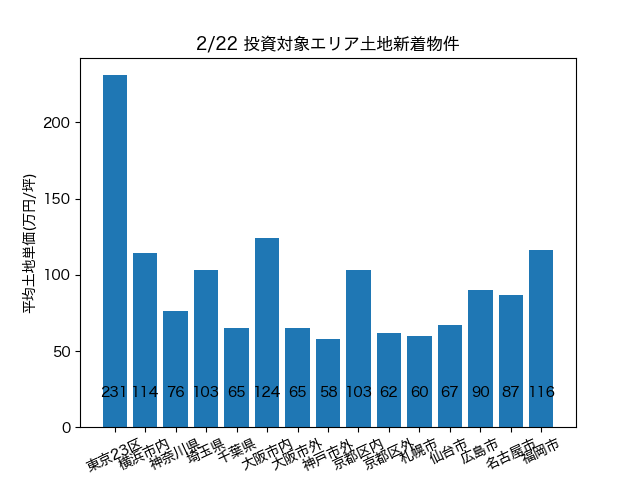 2/22 投資対象エリア土地新着物件
平均土地単価(万円/坪)
200
150
100
50
0
231 114 76 103 65 124 65 58 103 62 60 67 90 87 116
東京23区 横浜市内 神奈川県 埼玉県 千葉県 大阪市内 大阪市外 神戸市外 京都区内 京都区外 札幌市 仙台市 広島市 名古屋市 福岡市